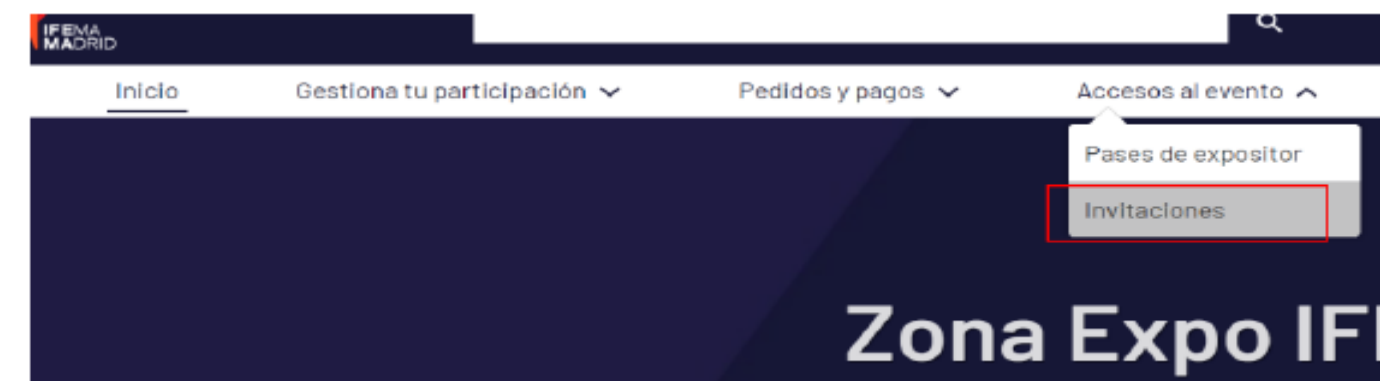 IFEMA
MADRID
Inicio Gestiona tu participación Pedidos y pagos Accesos al evento
Pases de expositor
Invitaciones
Zona Expo IF